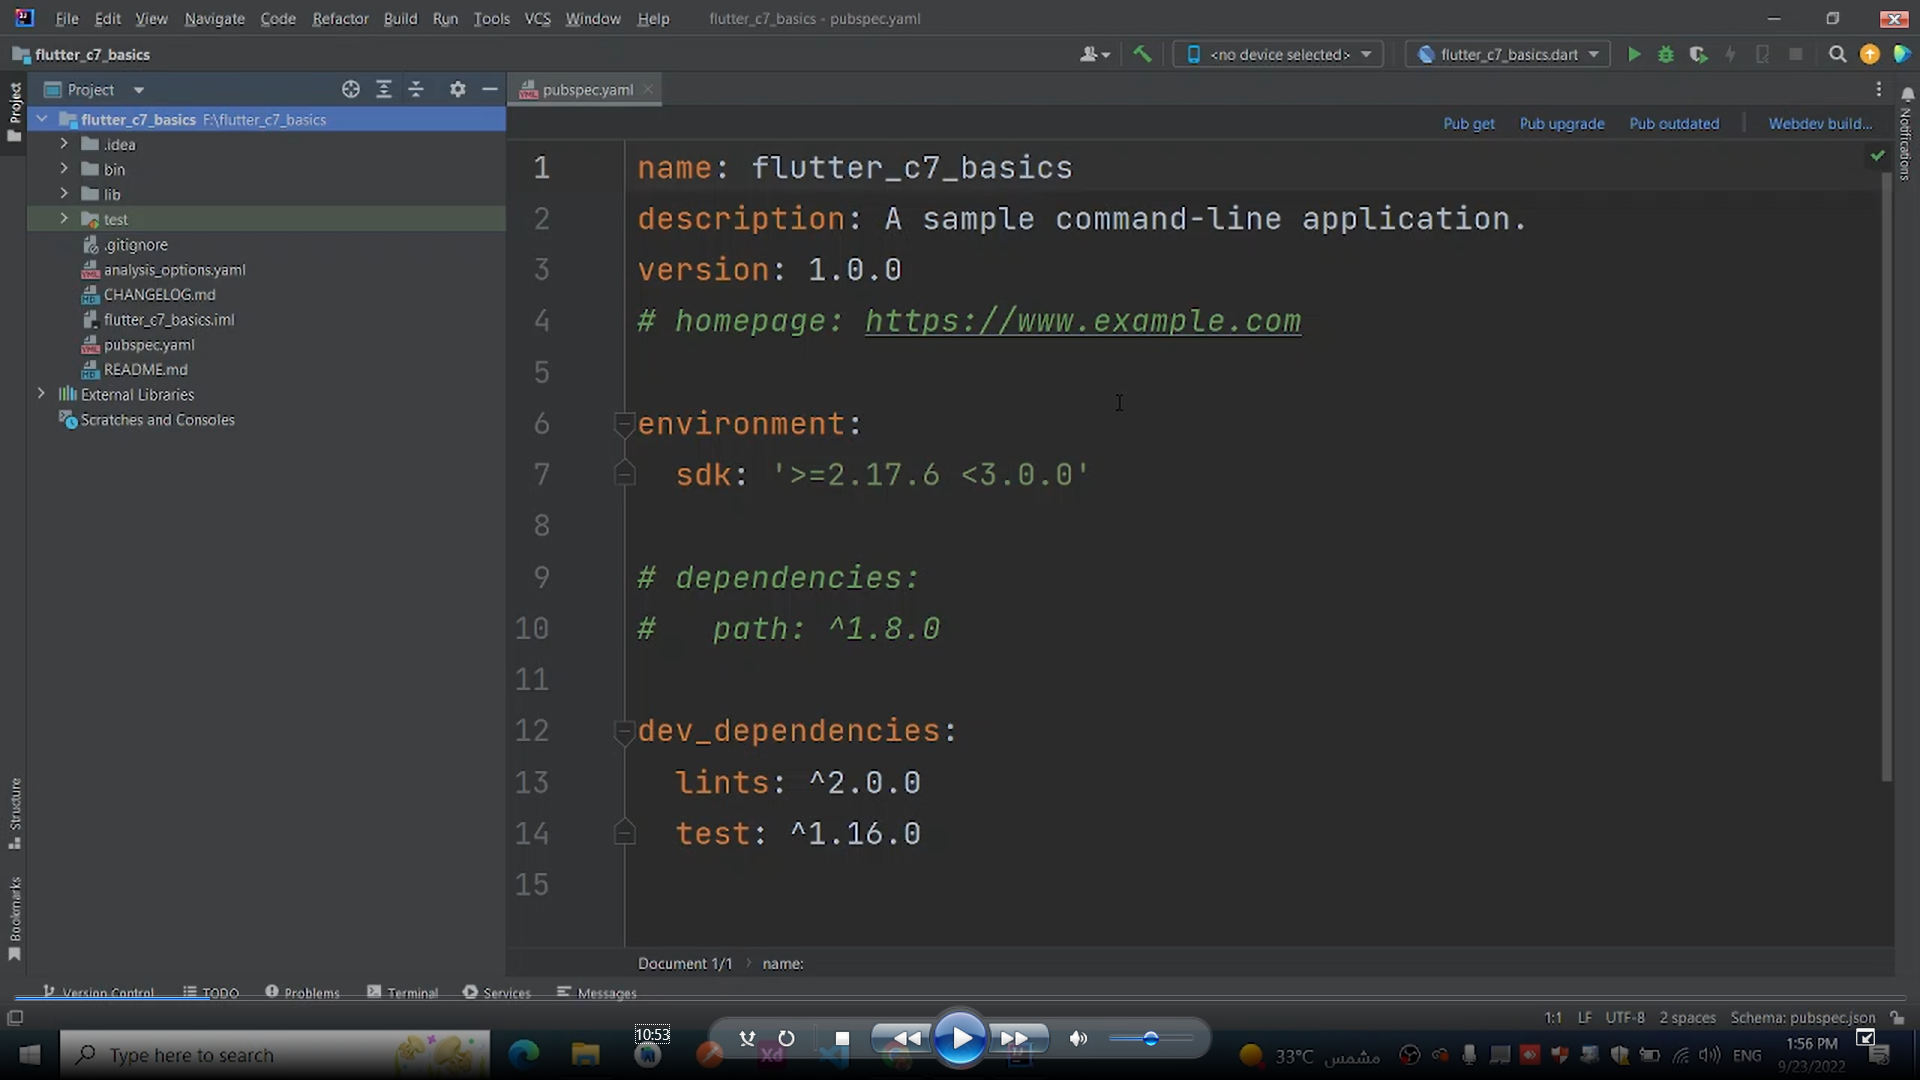 File Edit View Navigate Code Refactor Build Run Tools VCS Window Help flutter_c7_basics - pubspec.yaml
flutter_c7_basics <no device selected> flutter_c7_basics.dart
Project
Project pubspec.yaml
flutter_c7_basics F:\flutter_c7_basics
Pub get Pub upgrade Pub outdated Webdev build...
Notifications
.idea
bin
lib
test
.gitignore
analysis_options.yaml
CHANGELOG.md
flutter_c7_basics.iml
pubspec.yaml
README.md
External Libraries
Scratches and Consoles
1 name: flutter_c7_basics
2 description: A sample command-line application.
3 version: 1.0.0
4 # homepage: https://www.example.com
5
6 environment:
7 sdk: '>=2.17.6 <3.0.0'
8
9 # dependencies:
10 # path: ^1.8.0
11
12 dev_dependencies:
13 lints: ^2.0.0
14 test: ^1.16.0
15
Structure
Bookmarks
Document 1/1 name:
Version Control TODO Problems Terminal Services Messages
1:1 LF UTF-8 2 spaces Schema: pubspec.json
10:53
Type here to search Xd 33°C مشمس ENG 1:56 PM
9/23/2022